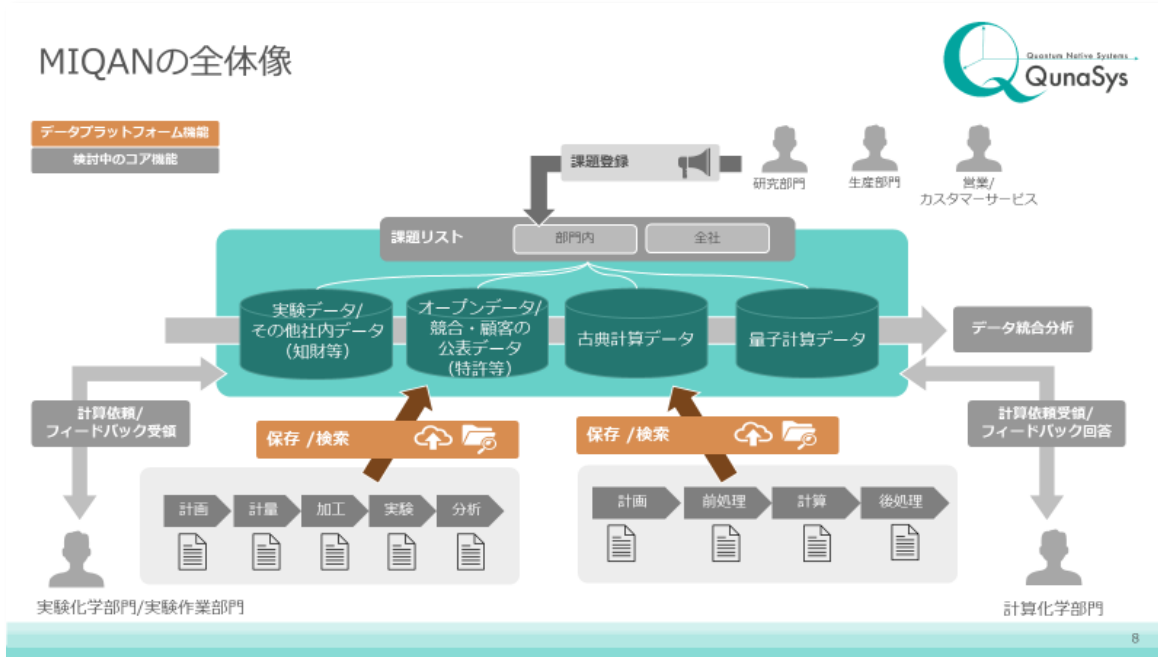 MIQANの全体像
Quantum Native Systems
QunaSys
データプラットフォーム機能
検討中のコア機能
課題登録
研究部門
生産部門
営業/
カスタマーサービス
課題リスト
部門内
全社
実験データ/
その他社内データ
(知財等)
オープンデータ/
競合・顧客の
公表データ
(特許等)
古典計算データ
量子計算データ
データ統合分析
計算依頼/
フィードバック受領
保存 /検索
保存 /検索
計算依頼受領/
フィードバック回答
計画
計量
加工
実験
分析
計画
前処理
計算
後処理
実験化学部門/実験作業部門
計算化学部門
8